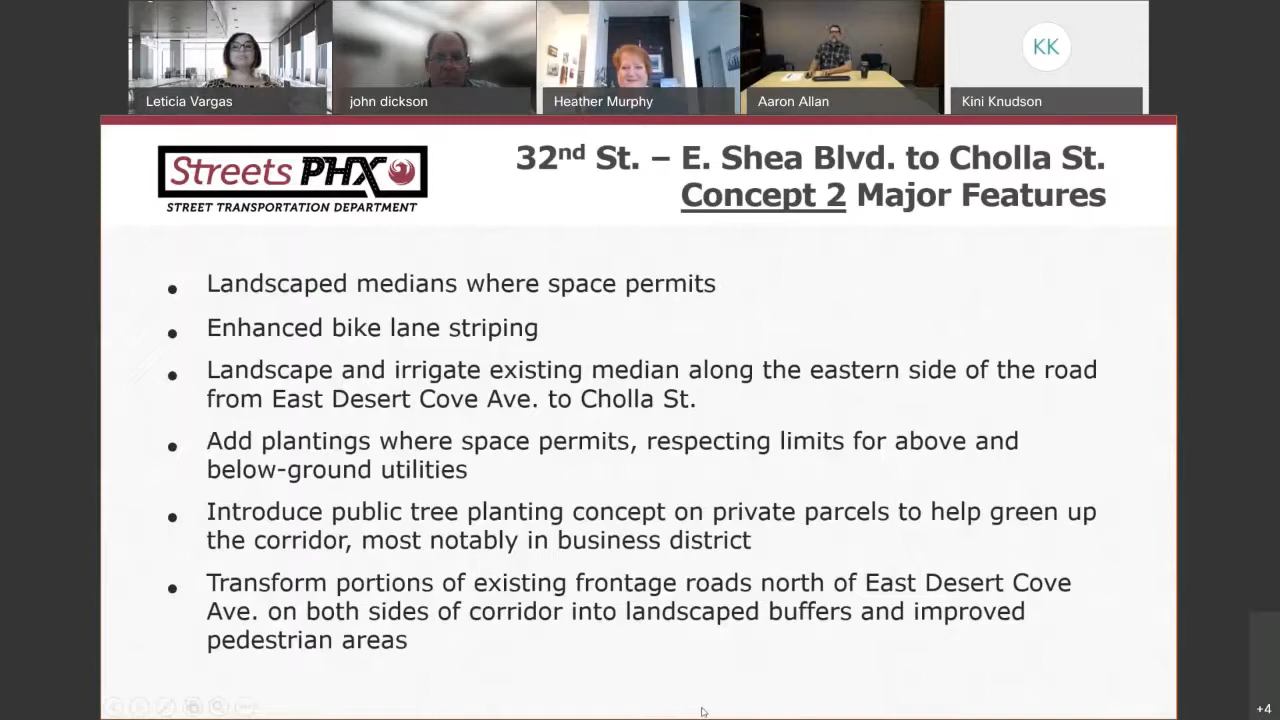 Leticia Vargas
john dickson
Heather Murphy
Aaron Allan
KK
Kini Knudson
Streets PHX
STREET TRANSPORTATION DEPARTMENT
32nd St. – E. Shea Blvd. to Cholla St.
Concept 2 Major Features
• Landscaped medians where space permits
• Enhanced bike lane striping
• Landscape and irrigate existing median along the eastern side of the road
from East Desert Cove Ave. to Cholla St.
• Add plantings where space permits, respecting limits for above and
below-ground utilities
• Introduce public tree planting concept on private parcels to help green up
the corridor, most notably in business district
• Transform portions of existing frontage roads north of East Desert Cove
Ave. on both sides of corridor into landscaped buffers and improved
pedestrian areas
+4